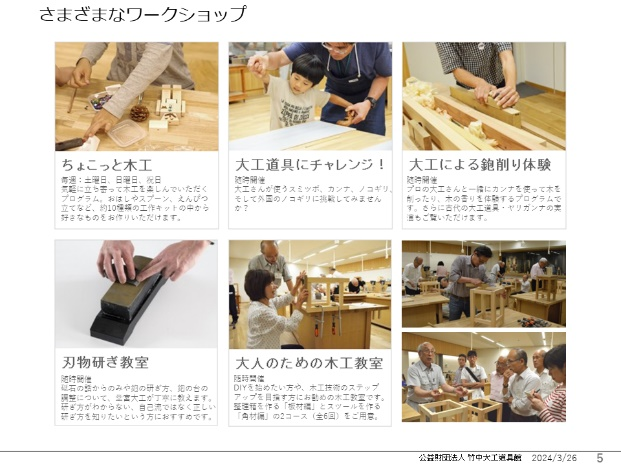 さまざまなワークショップ
ちょこっと木工
毎週：土曜日、日曜日、祝日
気軽に立ち寄って木工を楽しんでいただく
プログラム。おはしやスプーン、えんぴつ
立てなど、約10種類の工作キットの中から
好きなものをお作りいただけます。
大工道具にチャレンジ！
随時開催
大工さんが使うスミツボ、カンナ、ノコギリ、
そして外国のノコギリに挑戦してみません
か？
大工による鉋削り体験
随時開催
プロの大工さんと一緒にカンナを使って木を
削ったり、木の香りを体験するプログラムで
す。さらに古代の大工道具・ヤリガンナの実
演もご覧いただけます。
刃物研ぎ教室
随時開催
砥石の話からのみや鉋の研ぎ方、鉋の台の
調整について、
大工が丁寧に教えます。
研ぎ方がわからない、自己流ではなく正しい
研ぎ方を知りたいという方におすすめです。
大人のための木工教室
随時開催
DIYを始めたい方や、木工技術のステップ
アップを目指す方にお勧めの木工教室です。
整理箱を作る「板材編」とスツールを作る
「角材編」の2コース（全6回）をご用意。
公益財団法人 竹中大工道具館 2024/3/26 5